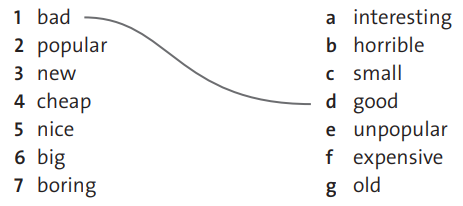 1 bad a interesting
2 popular b horrible
3 new c small
4 cheap d good
5 nice e unpopular
6 big f expensive
7 boring g old